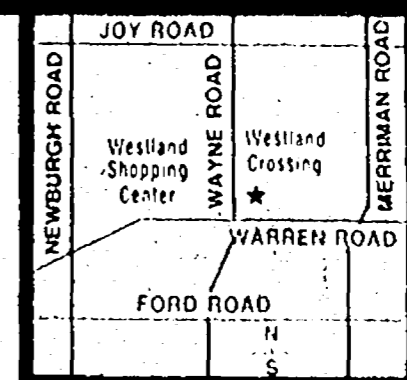 JOY ROAD
NEWBURGH ROAD
WAYNE ROAD
MERRIMAN ROAD
Westland
Shopping
Center
Westland
Crossing
WARREN ROAD
FORD ROAD
N
S